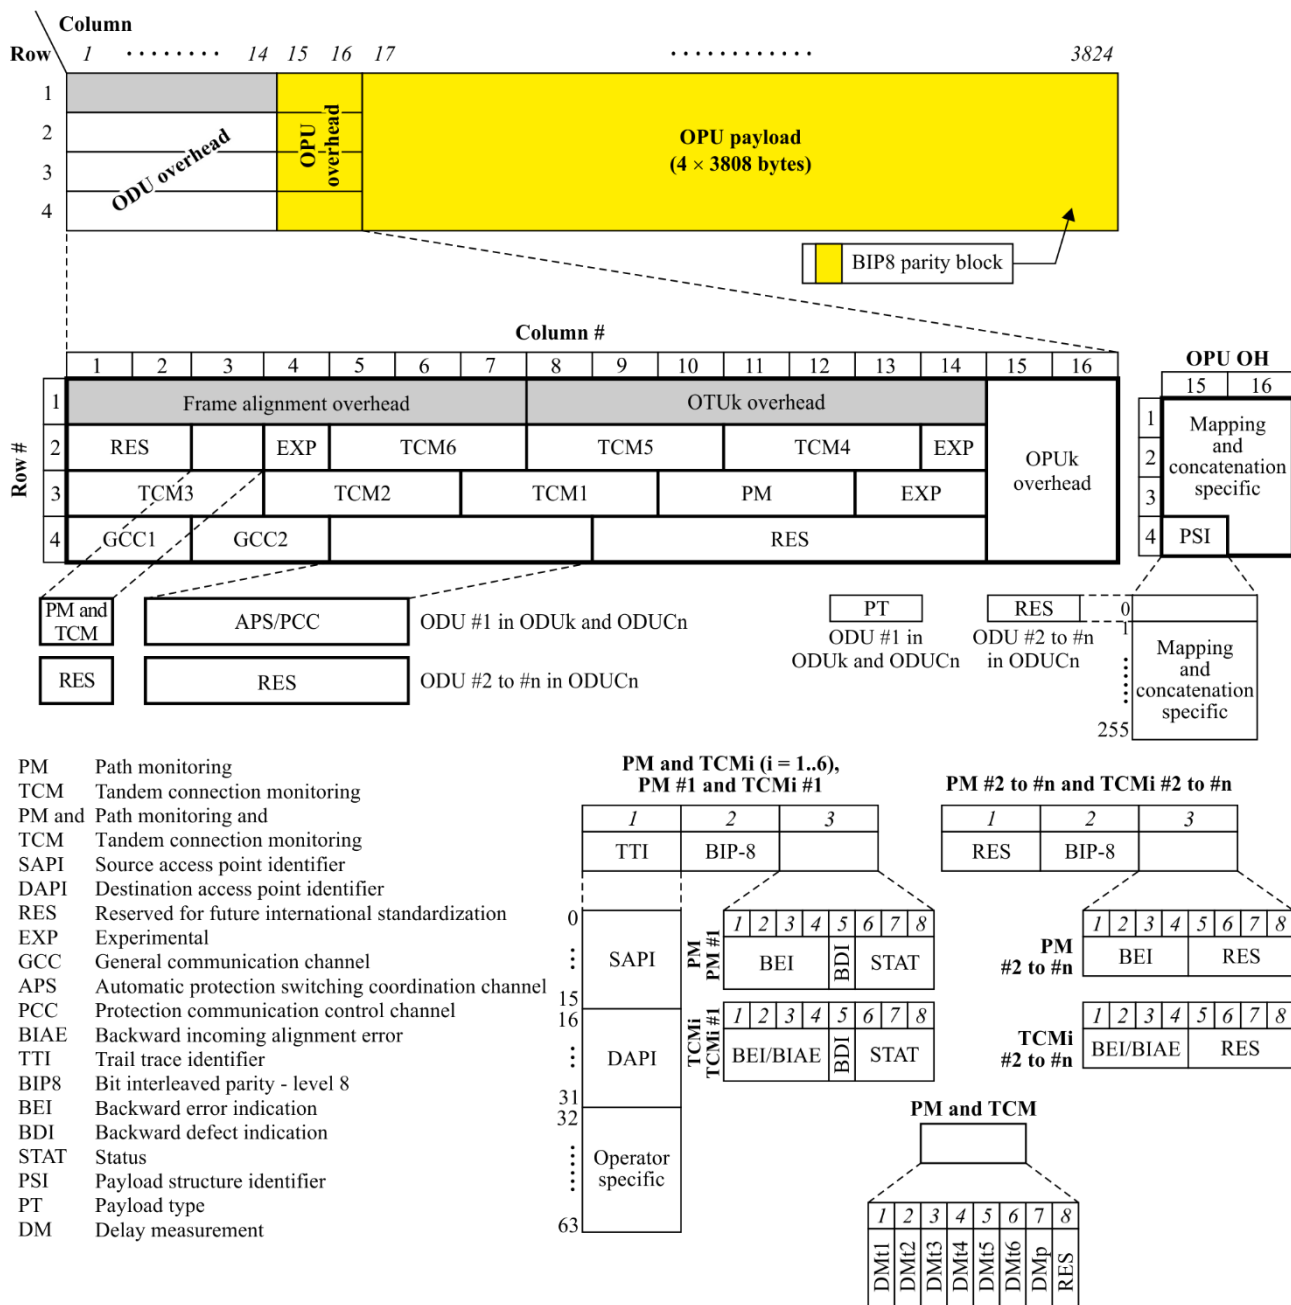 Column
Row 1 ········ 14 15 16 17 ············ 3824
1
2
3
4
ODU overhead
OPU
overhead
OPU payload
(4 × 3808 bytes)
BIP8 parity block
Column #
1 2 3 4 5 6 7 8 9 10 11 12 13 14 15 16
Row #
1 Frame alignment overhead OTUk overhead
2 RES EXP TCM6 TCM5 TCM4 EXP
3 TCM3 TCM2 TCM1 PM EXP
4 GCC1 GCC2 RES
OPUk
overhead
OPU OH
15 16
1
2
3
4
Mapping
and
concatenation
specific
PSI
PM and
TCM
APS/PCC
ODU #1 in ODUk and ODUCn
RES
RES
ODU #2 to #n in ODUCn
PT
ODU #1 in
ODUk and ODUCn
RES
ODU #2 to #n
in ODUCn
0
1
255
Mapping
and
concatenation
specific
PM Path monitoring
TCM Tandem connection monitoring
PM and Path monitoring and
TCM Tandem connection monitoring
SAPI Source access point identifier
DAPI Destination access point identifier
RES Reserved for future international standardization
EXP Experimental
GCC General communication channel
APS Automatic protection switching coordination channel
PCC Protection communication control channel
BIAE Backward incoming alignment error
TTI Trail trace identifier
BIP8 Bit interleaved parity - level 8
BEI Backward error indication
BDI Backward defect indication
STAT Status
PSI Payload structure identifier
PT Payload type
DM Delay measurement
PM and TCMi (i = 1..6),
PM #1 and TCMi #1
1 2 3
TTI BIP-8
0
SAPI
15
16
DAPI
31
32
Operator
specific
63
PM
PM #1
1 2 3 4 5 6 7 8
BEI BDI STAT
TCMi
TCMi #1
1 2 3 4 5 6 7 8
BEI/BIAE BDI STAT
PM #2 to #n and TCMi #2 to #n
1 2 3
RES BIP-8
PM
#2 to #n
1 2 3 4 5 6 7 8
BEI RES
TCMi
#2 to #n
1 2 3 4 5 6 7 8
BEI/BIAE RES
PM and TCM
1 2 3 4 5 6 7 8
DMt1 DMt2 DMt3 DMt4 DMt5 DMt6 DMp RES